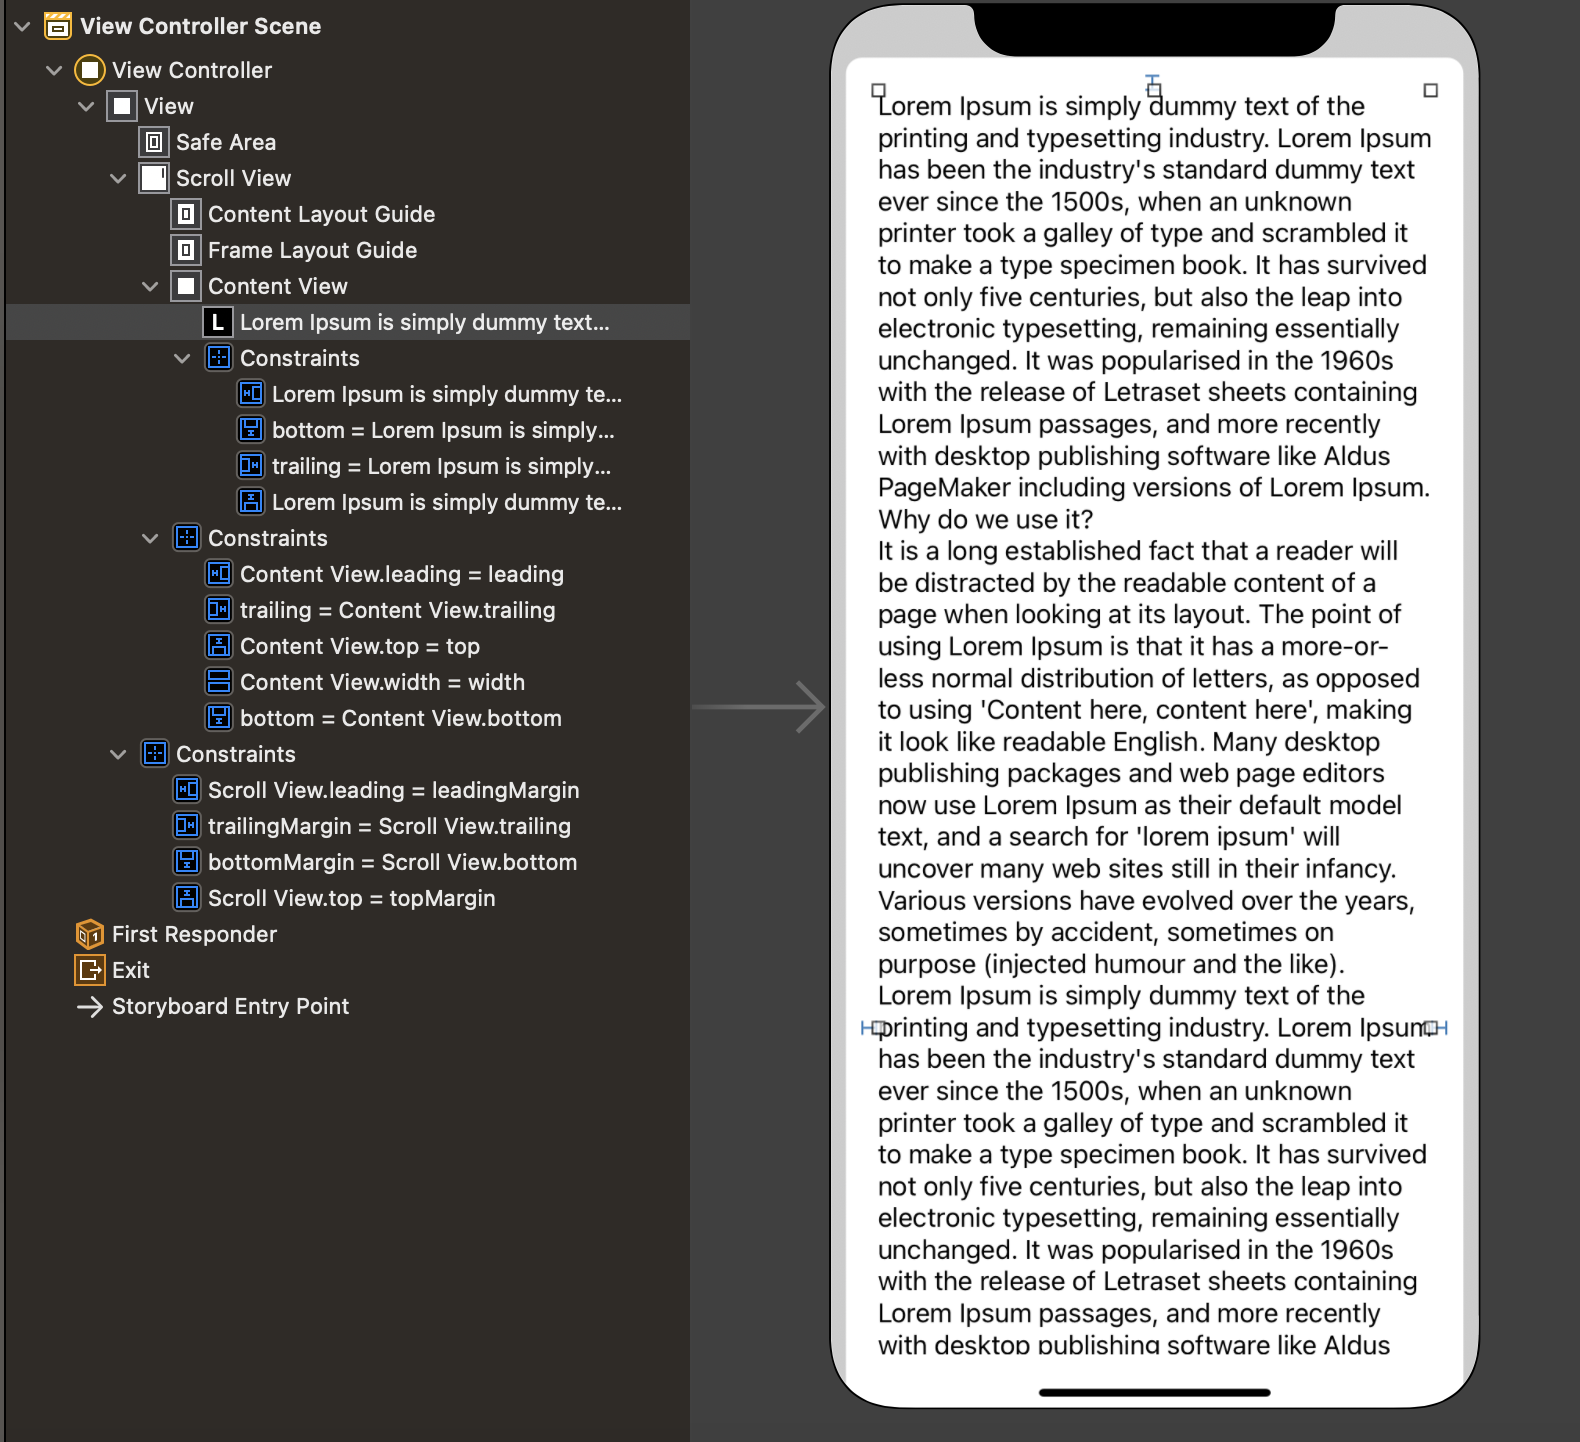 View Controller Scene
View Controller
View
Safe Area
Scroll View
Content Layout Guide
Frame Layout Guide
Content View
L Lorem Ipsum is simply dummy text...
Constraints
Lorem Ipsum is simply dummy te...
bottom = Lorem Ipsum is simply...
trailing = Lorem Ipsum is simply...
Lorem Ipsum is simply dummy te...
Constraints
Content View.leading = leading
trailing = Content View.trailing
Content View.top = top
Content View.width = width
bottom = Content View.bottom
Constraints
Scroll View.leading = leadingMargin
trailingMargin = Scroll View.trailing
bottomMargin = Scroll View.bottom
Scroll View.top = topMargin
First Responder
Exit
Storyboard Entry Point
Lorem Ipsum is simply dummy text of the
printing and typesetting industry. Lorem Ipsum
has been the industry's standard dummy text
ever since the 1500s, when an unknown
printer took a galley of type and scrambled it
to make a type specimen book. It has survived
not only five centuries, but also the leap into
electronic typesetting, remaining essentially
unchanged. It was popularised in the 1960s
with the release of Letraset sheets containing
Lorem Ipsum passages, and more recently
with desktop publishing software like Aldus
PageMaker including versions of Lorem Ipsum.
Why do we use it?
It is a long established fact that a reader will
be distracted by the readable content of a
page when looking at its layout. The point of
using Lorem Ipsum is that it has a more-or-
less normal distribution of letters, as opposed
to using 'Content here, content here', making
it look like readable English. Many desktop
publishing packages and web page editors
now use Lorem Ipsum as their default model
text, and a search for 'lorem ipsum' will
uncover many web sites still in their infancy.
Various versions have evolved over the years,
sometimes by accident, sometimes on
purpose (injected humour and the like).
Lorem Ipsum is simply dummy text of the
printing and typesetting industry. Lorem Ipsum
has been the industry's standard dummy text
ever since the 1500s, when an unknown
printer took a galley of type and scrambled it
to make a type specimen book. It has survived
not only five centuries, but also the leap into
electronic typesetting, remaining essentially
unchanged. It was popularised in the 1960s
with the release of Letraset sheets containing
Lorem Ipsum passages, and more recently
with desktop publishing software like Aldus